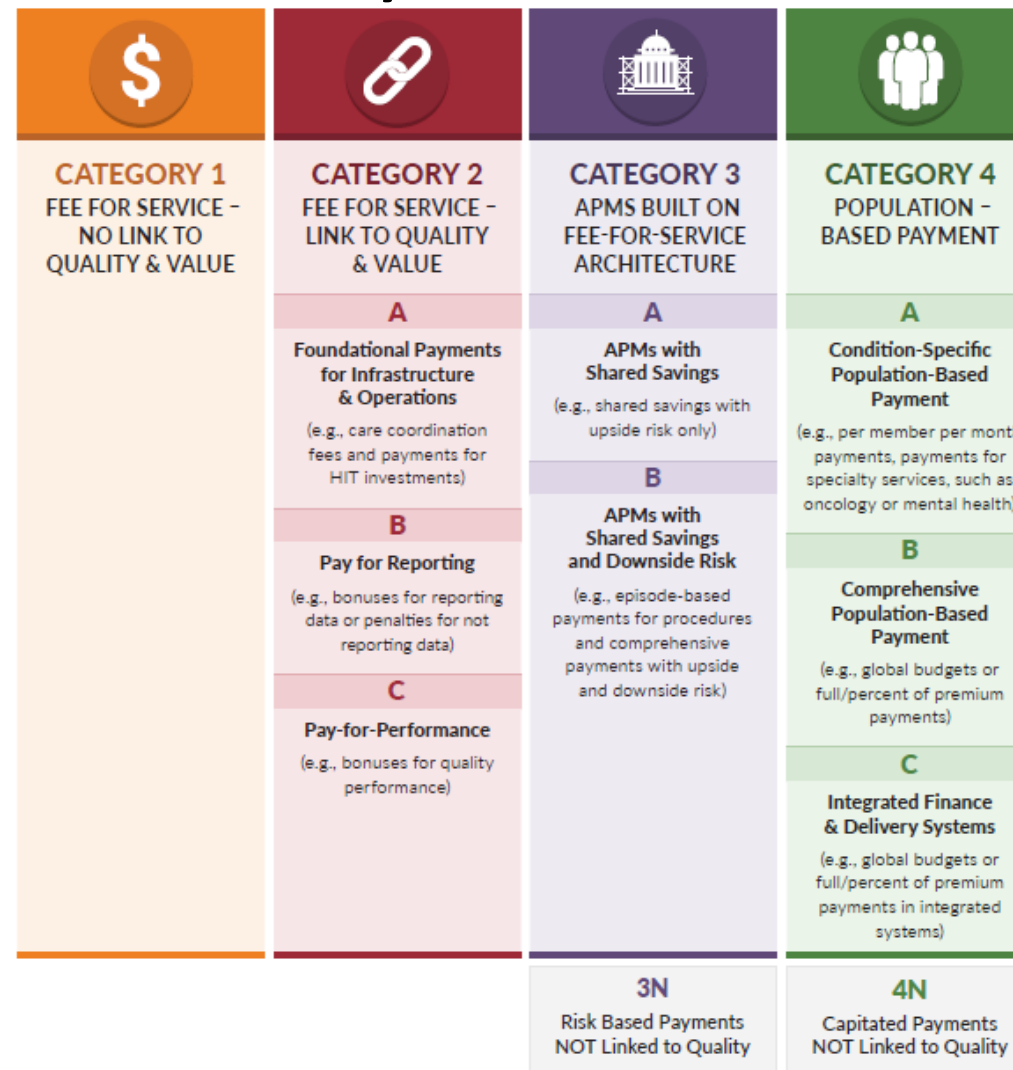 $
CATEGORY 1
FEE FOR SERVICE –
NO LINK TO
QUALITY & VALUE
CATEGORY 2
FEE FOR SERVICE –
LINK TO QUALITY
& VALUE
A
Foundational Payments
for Infrastructure
& Operations
(e.g., care coordination
fees and payments for
HIT investments)
B
Pay for Reporting
(e.g., bonuses for reporting
data or penalties for not
reporting data)
C
Pay-for-Performance
(e.g., bonuses for quality
performance)
CATEGORY 3
APMS BUILT ON
FEE-FOR-SERVICE
ARCHITECTURE
A
APMs with
Shared Savings
(e.g., shared savings with
upside risk only)
B
APMs with
Shared Savings
and Downside Risk
(e.g., episode-based
payments for procedures
and comprehensive
payments with upside
and downside risk)
3N
Risk Based Payments
NOT Linked to Quality
CATEGORY 4
POPULATION –
BASED PAYMENT
A
Condition-Specific
Population-Based
Payment
(e.g., per member per mont
payments, payments for
specialty services, such as
oncology or mental health)
B
Comprehensive
Population-Based
Payment
(e.g., global budgets or
full/percent of premium
payments)
C
Integrated Finance
& Delivery Systems
(e.g., global budgets or
full/percent of premium
payments in integrated
systems)
4N
Capitated Payments
NOT Linked to Quality